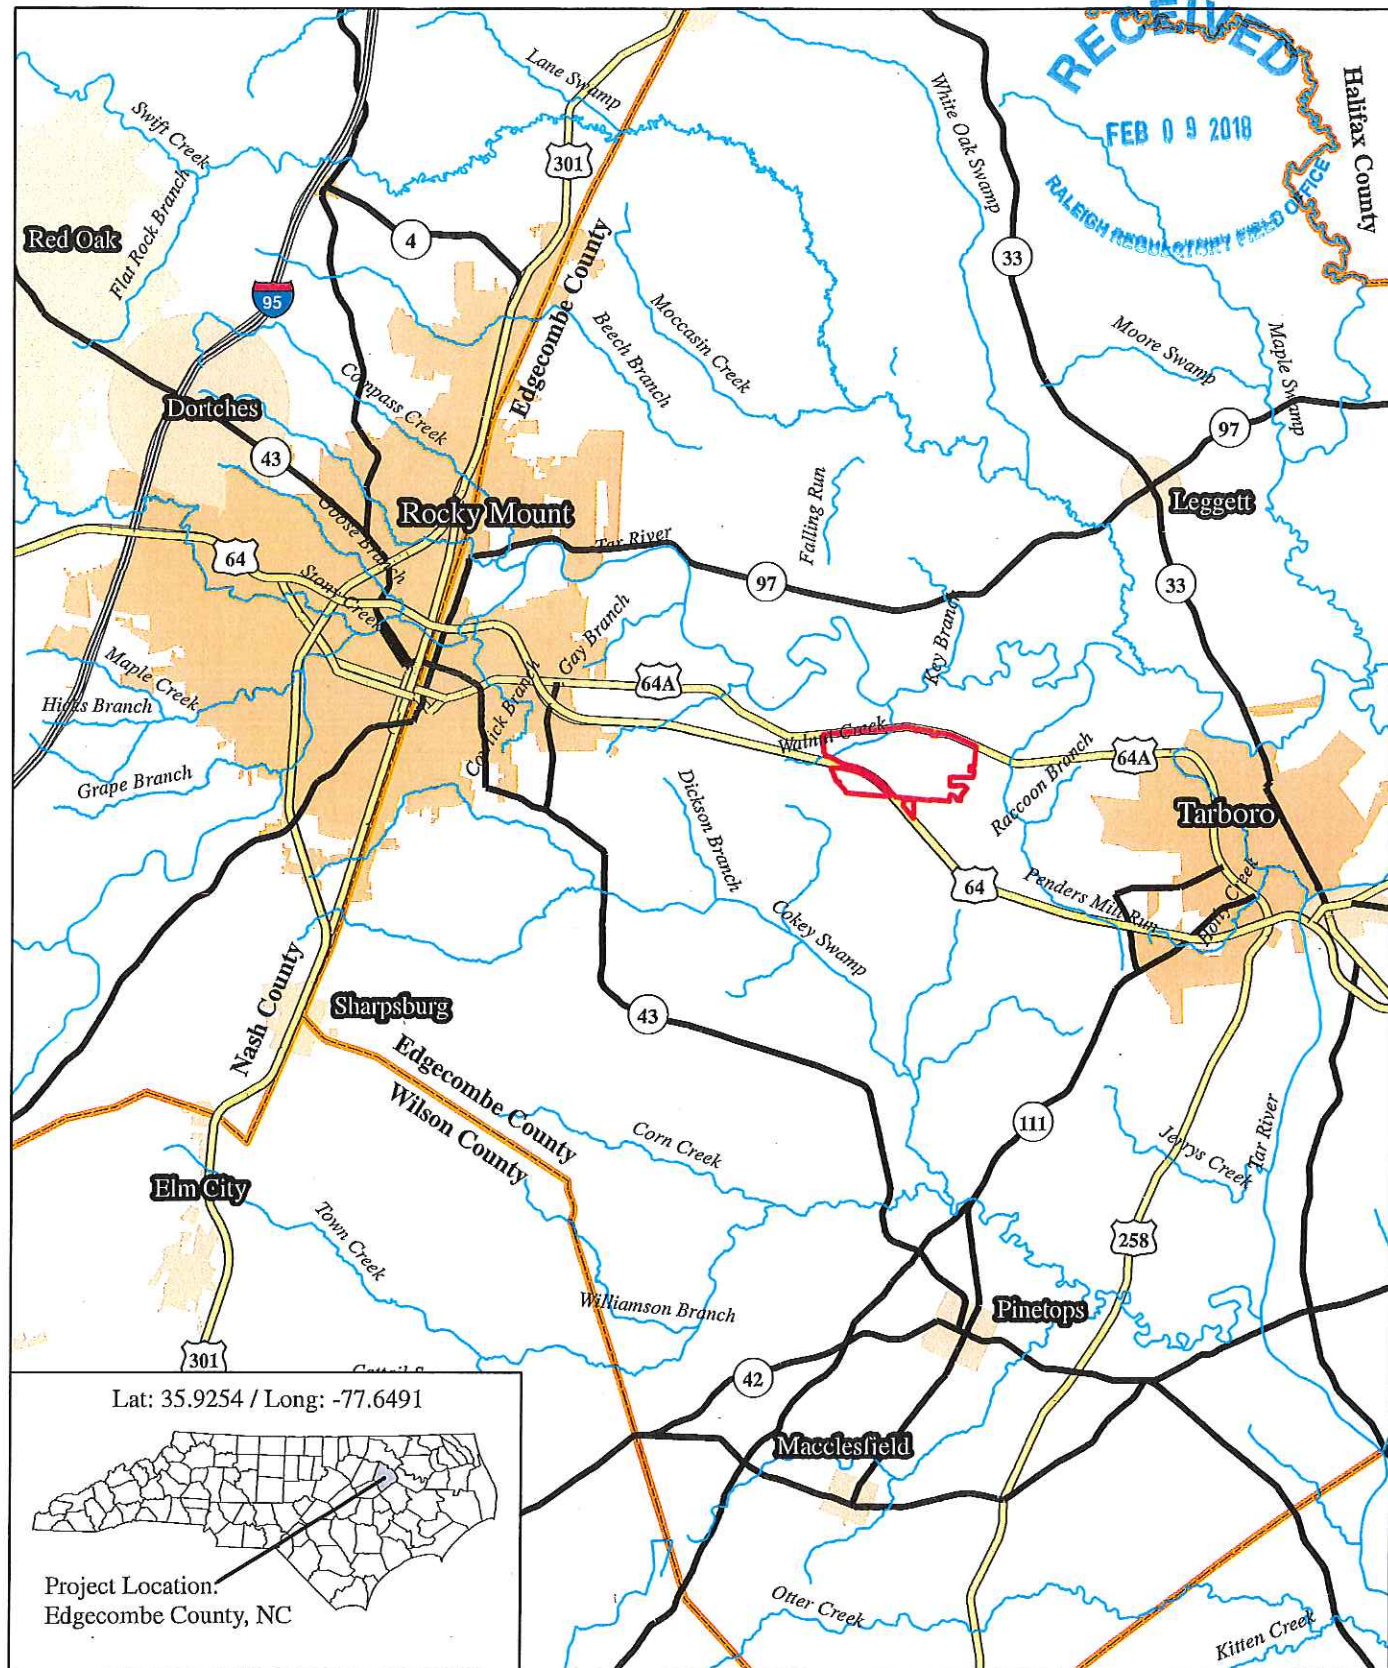 RECEIVED
FEB 09 2018
RALEIGH REGULATORY FIELD OFFICE
Halifax County
Lane Swamp
Swift Creek
White Oak Swamp
301
Flat Rock Branch
Red Oak
4
33
95
Edgecombe County
Beech Branch
Moccasin Creek
Moore Swamp
Maple Swamp
Compass Creek
Dortches
43
97
Leggett
Rocky Mount
Goose Branch
Tar River
Falling Run
64
97
33
Stony Creek
Key Branch
Gay Branch
Maple Creek
64A
Hicks Branch
Walnut Creek
Grape Branch
Raccoon Branch
64A
Dickson Branch
Tarboro
64
Penders Mill Run
Holly Creek
Cokey Swamp
Nash County
Sharpsburg
43
Edgecombe County
Wilson County
Corn Creek
111
Jerrys Creek
Tar River
Elm City
Town Creek
258
Williamson Branch
Pinetops
301
42
Macclesfield
Lat: 35.9254 / Long: -77.6491
Project Location:
Edgecombe County, NC
Otter Creek
Kitten Creek